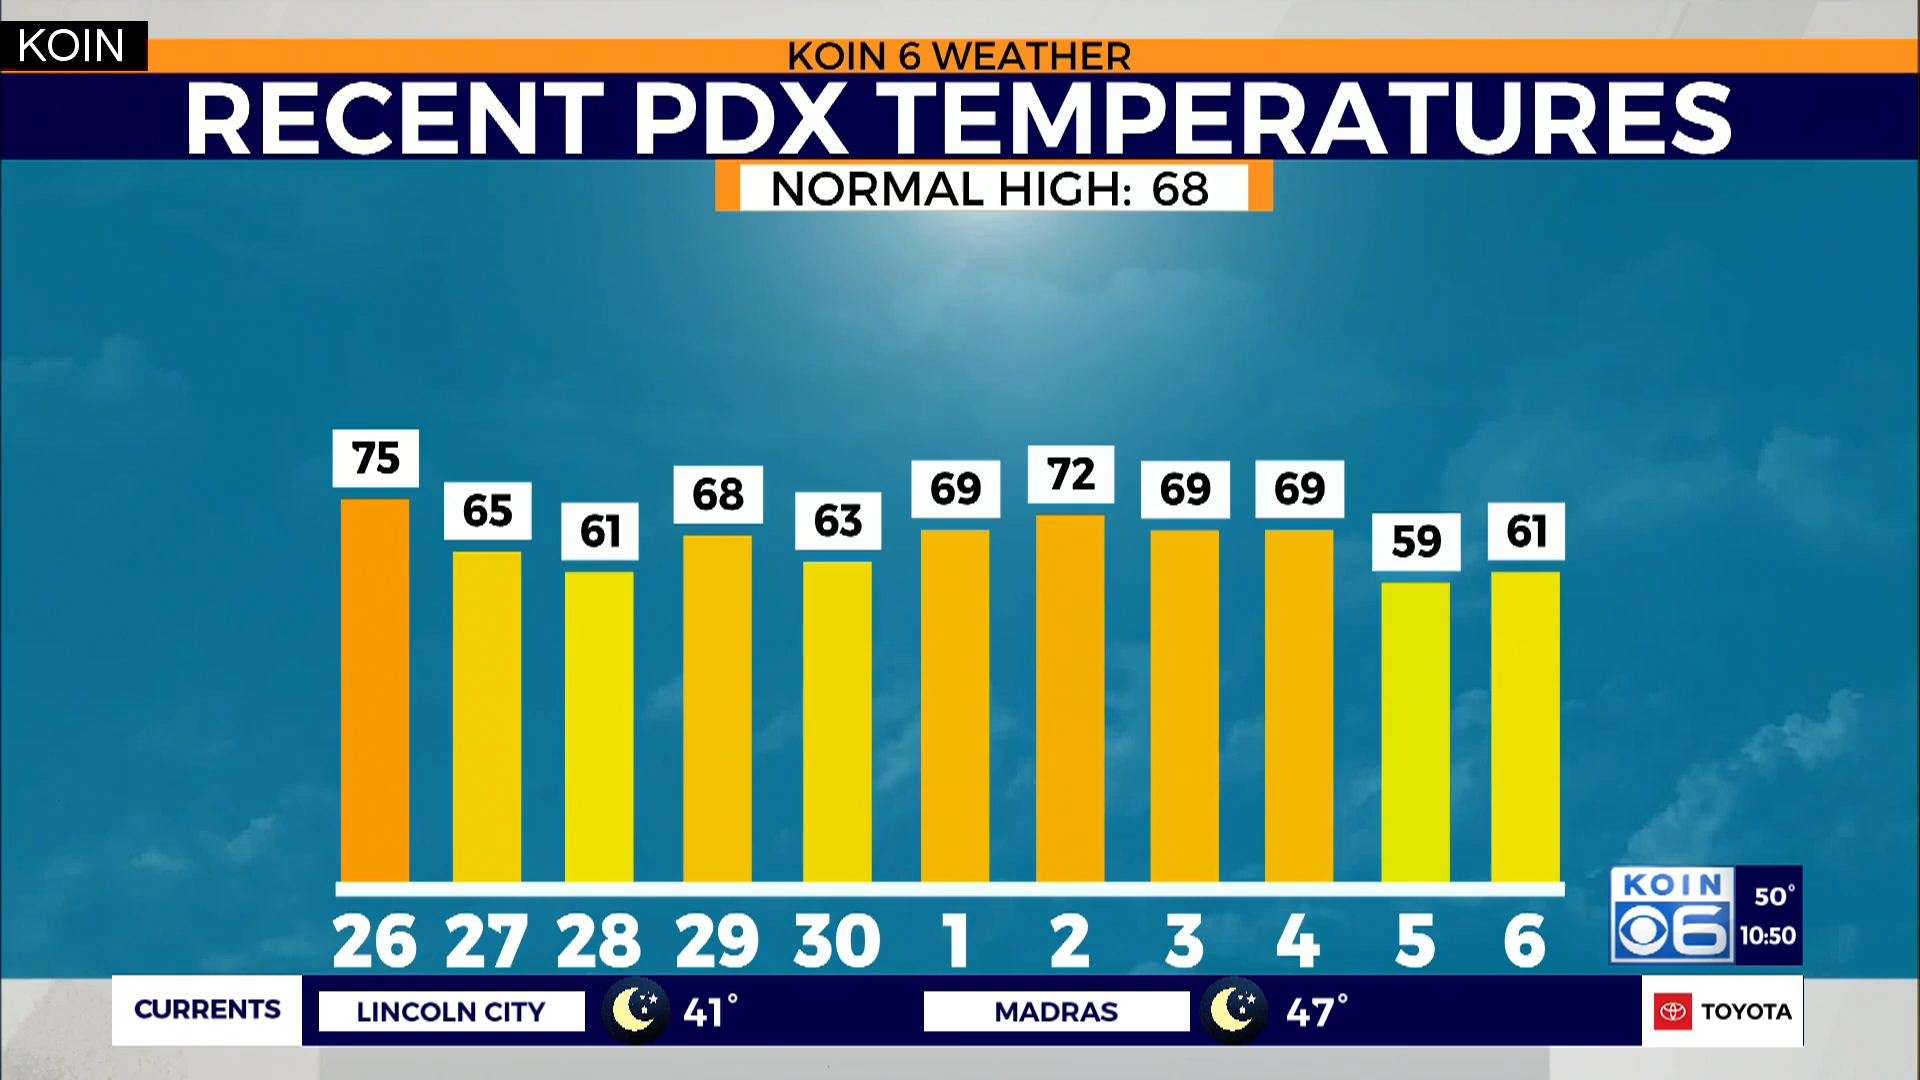 KOIN
KOIN 6 WEATHER
RECENT PDX TEMPERATURES
NORMAL HIGH: 68
75 65 61 68 63 69 72 69 69 59 61
26 27 28 29 30 1 2 3 4 5 6
KOIN
6
50°
10:50
CURRENTS LINCOLN CITY 41° MADRAS 47° TOYOTA